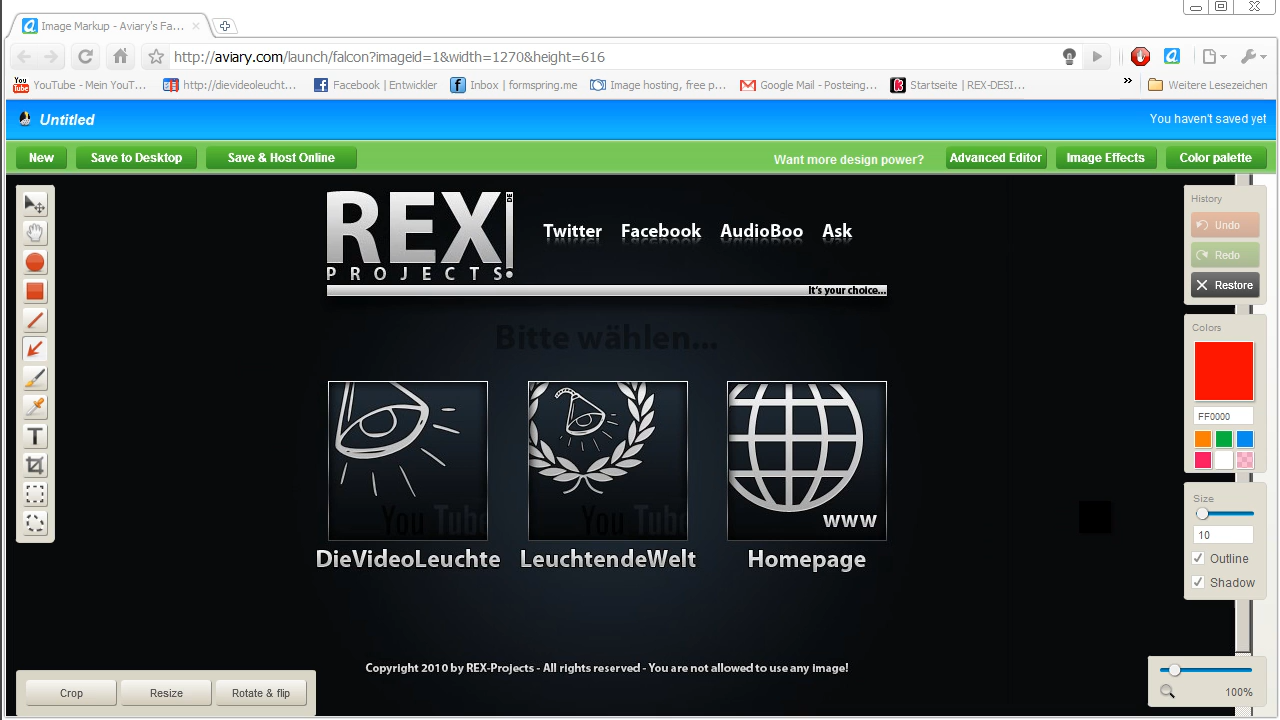 Image Markup - Aviary's Fa...
http://aviary.com/launch/falcon?imageid=1&width=1270&height=616
You Tube YouTube - Mein YouT... http://dievideoleucht... Facebook | Entwickler Inbox | formspring.me Image hosting, free p... Google Mail - Posteing... Startseite | REX-DESI... » Weitere Lesezeichen
Untitled You haven't saved yet
New Save to Desktop Save & Host Online Want more design power? Advanced Editor Image Effects Color palette
REX DE
PROJECTS
Twitter Facebook AudioBoo Ask
It's your choice...
Bitte wählen...
You Tube
You Tube
www
DieVideoLeuchte LeuchtendeWelt Homepage
Copyright 2010 by REX-Projects - All rights reserved - You are not allowed to use any image!
T
History
Undo
Redo
Restore
Colors
FF0000
Size
10
Outline
Shadow
Crop Resize Rotate & flip
100%